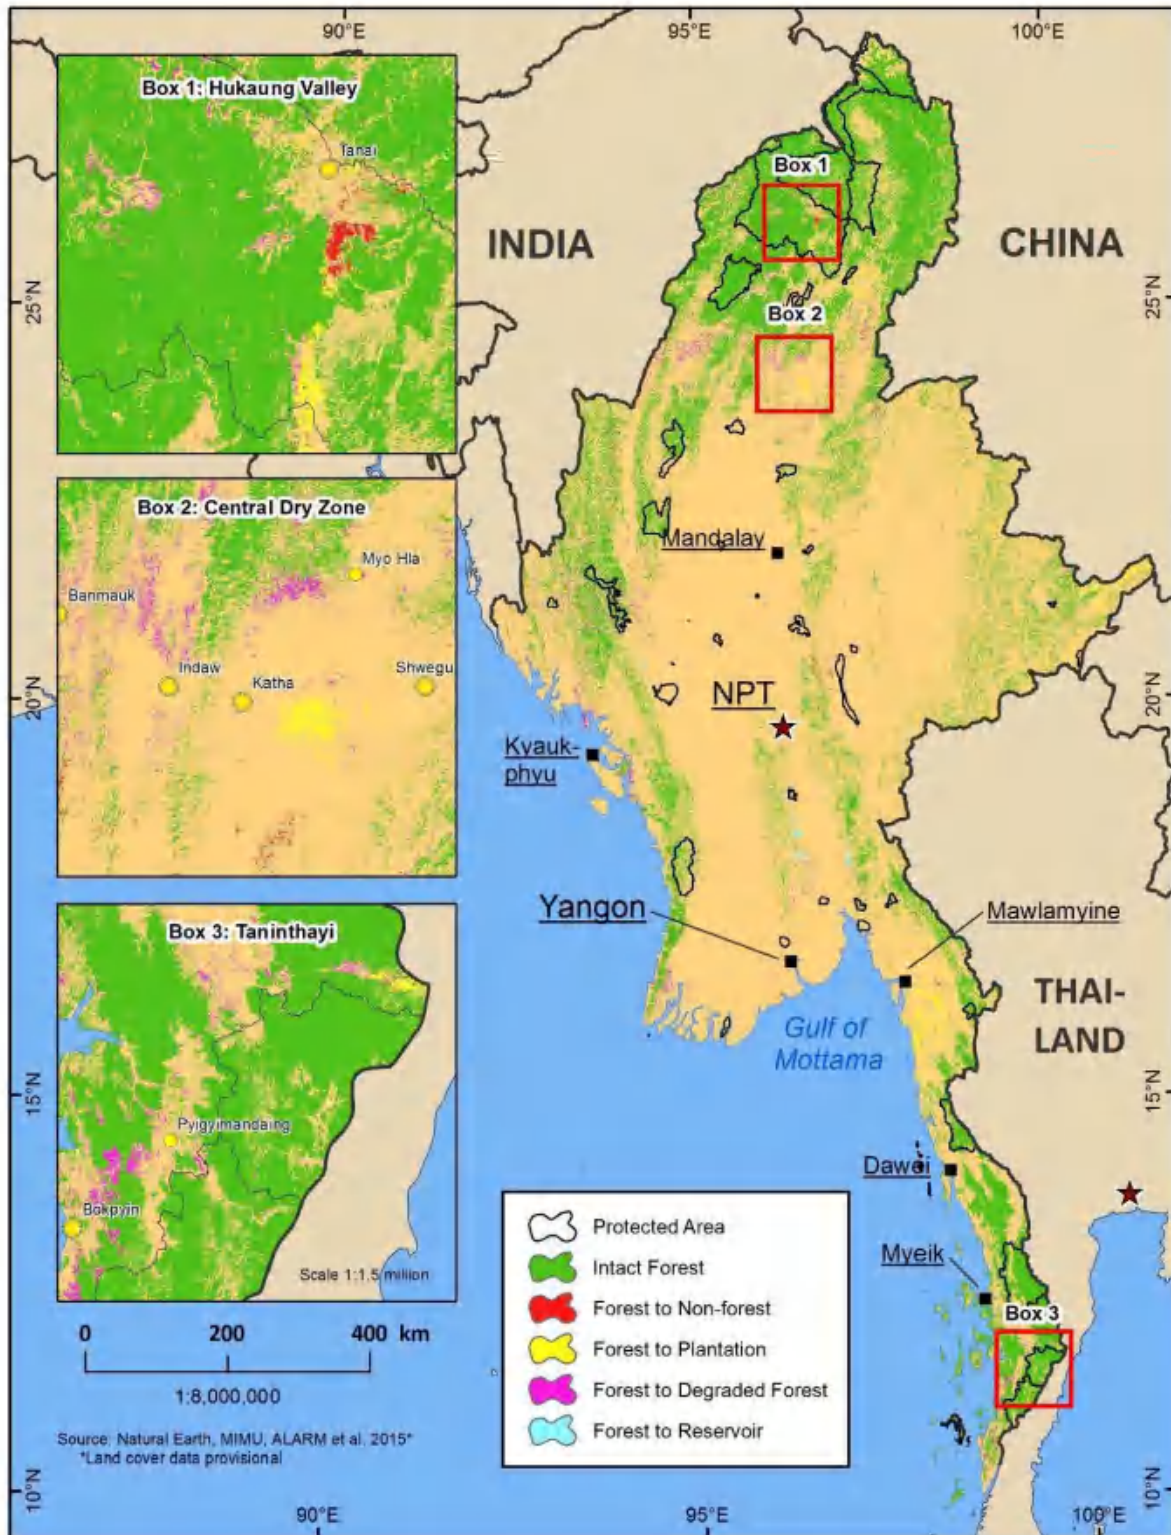 90°E
95°E
100°E
Box 1: Hukaung Valley
Tanai
25°N
Box 2: Central Dry Zone
Myo Hla
Banmauk
Indaw
Katha
Shwegu
20°N
Box 3: Taninthayi
Pyigyimandaing
Bokpyin
Scale 1:1.5 million
15°N
0 200 400 km
1:8,000,000
Source: Natural Earth, MIMU, ALARM et al. 2015*
*Land cover data provisional
10°N
90°E
95°E
100°E
INDIA
CHINA
Box 1
25°N
Box 2
Mandalay
NPT
20°N
Kyauk-
phyu
Yangon
Mawlamyine
THAI-
LAND
Gulf of
Mottama
15°N
Dawei
Myeik
Box 3
10°N
Protected Area
Intact Forest
Forest to Non-forest
Forest to Plantation
Forest to Degraded Forest
Forest to Reservoir